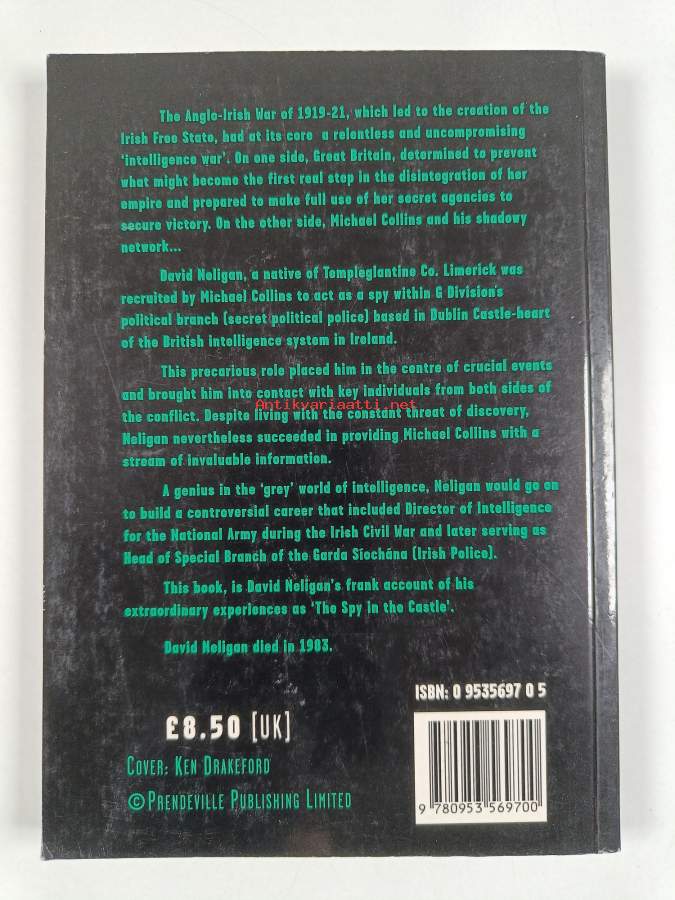 The Anglo-Irish War of 1919-21, which led to the creation of the
Irish Free State, had at its core a relentless and uncompromising
'intelligence war'. On one side, Great Britain, determined to prevent
what might become the first real step in the disintegration of her
empire and prepared to make full use of her secret agencies to
secure victory. On the other side, Michael Collins and his shadowy
network...
David Neligan, a native of Templeglantine Co. Limerick was
recruited by Michael Collins to act as a spy within G Division's
political branch (secret political police) based in Dublin Castle-heart
of the British intelligence system in Ireland.
This precarious role placed him in the centre of crucial events
and brought him into contact with key individuals from both sides of
the conflict. Despite living with the constant threat of discovery,
Antikvariaatti.net
Neligan nevertheless succeeded in providing Michael Collins with a
stream of invaluable information.
A genius in the 'grey' world of intelligence, Neligan would go on
to build a controversial career that included Director of Intelligence
for the National Army during the Irish Civil War and later serving as
Head of Special Branch of the Garda Síochána (Irish Police).
This book, is David Neligan's frank account of his
extraordinary experiences as 'The Spy in the Castle'.
David Neligan died in 1983.
ISBN: 0 9535697 0 5
£8.50 [UK]
Cover: Ken Drakeford
© Prendeville Publishing Limited
9 780953 569700